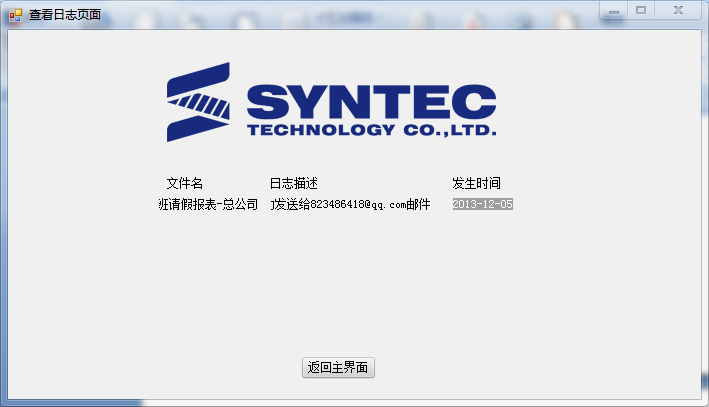 查看日志页面
SYNTEC
TECHNOLOGY CO.,LTD.
文件名 日志描述 发生时间
班请假报表-总公司 发送给823486418@qq.com邮件 2013-12-05
返回主界面